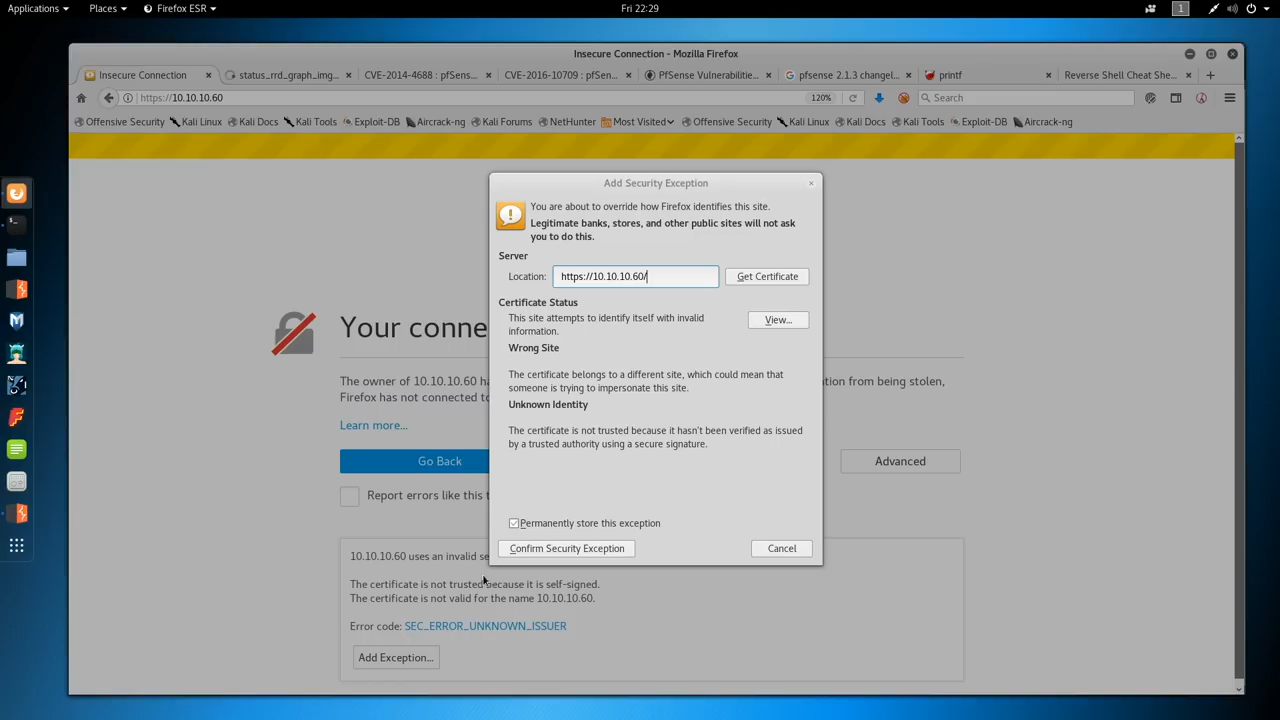 Applications
Places
Firefox ESR
Fri 22:29
1
Insecure Connection - Mozilla Firefox
Insecure Connection
status_rrd_graph_img...
CVE-2014-4688 : pfSens...
CVE-2016-10709 : pfSen...
PfSense Vulnerabilitie...
pfsense 2.1.3 changel...
printf
Reverse Shell Cheat She...
https://10.10.10.60
120%
Search
Offensive Security
Kali Linux
Kali Docs
Kali Tools
Exploit-DB
Aircrack-ng
Kali Forums
NetHunter
Most Visited
Offensive Security
Kali Linux
Kali Docs
Kali Tools
Exploit-DB
Aircrack-ng
Add Security Exception
You are about to override how Firefox identifies this site.
Legitimate banks, stores, and other public sites will not ask
you to do this.
Server
Location:
https://10.10.10.60/
Get Certificate
Certificate Status
This site attempts to identify itself with invalid
information.
View...
Wrong Site
The certificate belongs to a different site, which could mean that
someone is trying to impersonate this site.
Unknown Identity
The certificate is not trusted because it hasn't been verified as issued
by a trusted authority using a secure signature.
Permanently store this exception
Confirm Security Exception
Cancel
Your conne
The owner of 10.10.10.60 ha
ation from being stolen,
Firefox has not connected to
Learn more...
Go Back
Advanced
Report errors like this t
10.10.10.60 uses an invalid se
The certificate is not trusted because it is self-signed.
The certificate is not valid for the name 10.10.10.60.
Error code: SEC_ERROR_UNKNOWN_ISSUER
Add Exception...